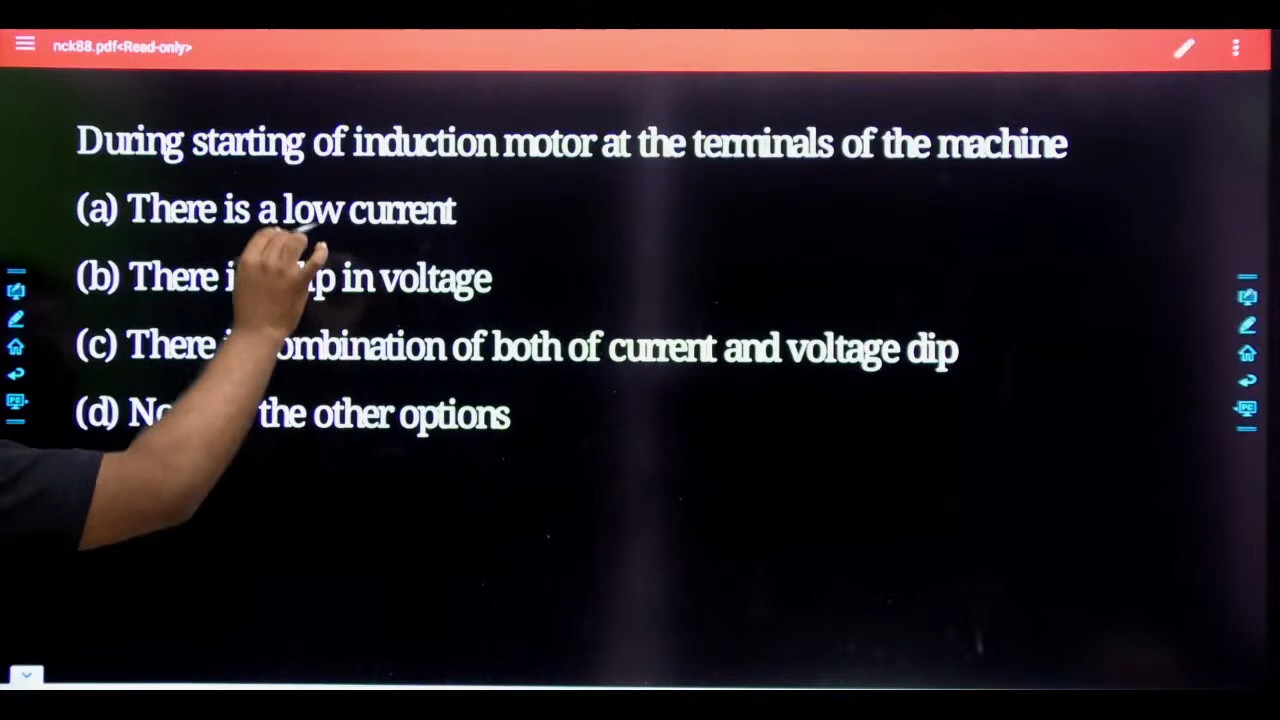 nck88.pdf<Read-only>
During starting of induction motor at the terminals of the machine
(a) There is a low current
(b) There in voltage
(c) There combination of both of current and voltage dip
(d) the other options